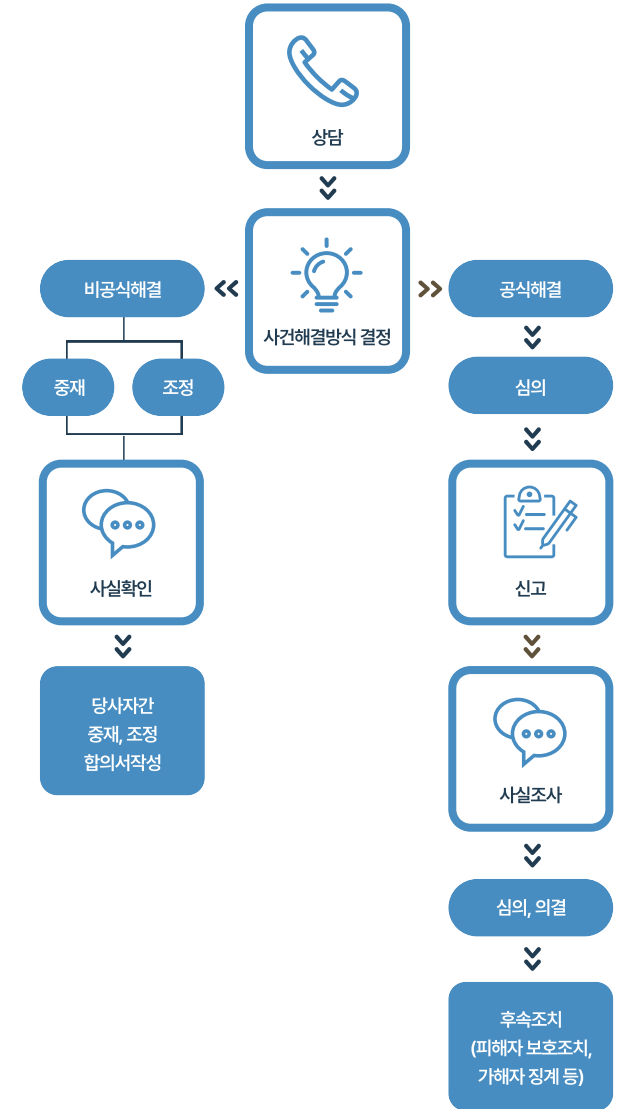 상담
사건해결방식 결정
비공식해결
중재
조정
사실확인
당사자간
중재, 조정
합의서작성
공식해결
심의
신고
사실조사
심의, 의결
후속조치
(피해자 보호조치,
가해자 징계 등)